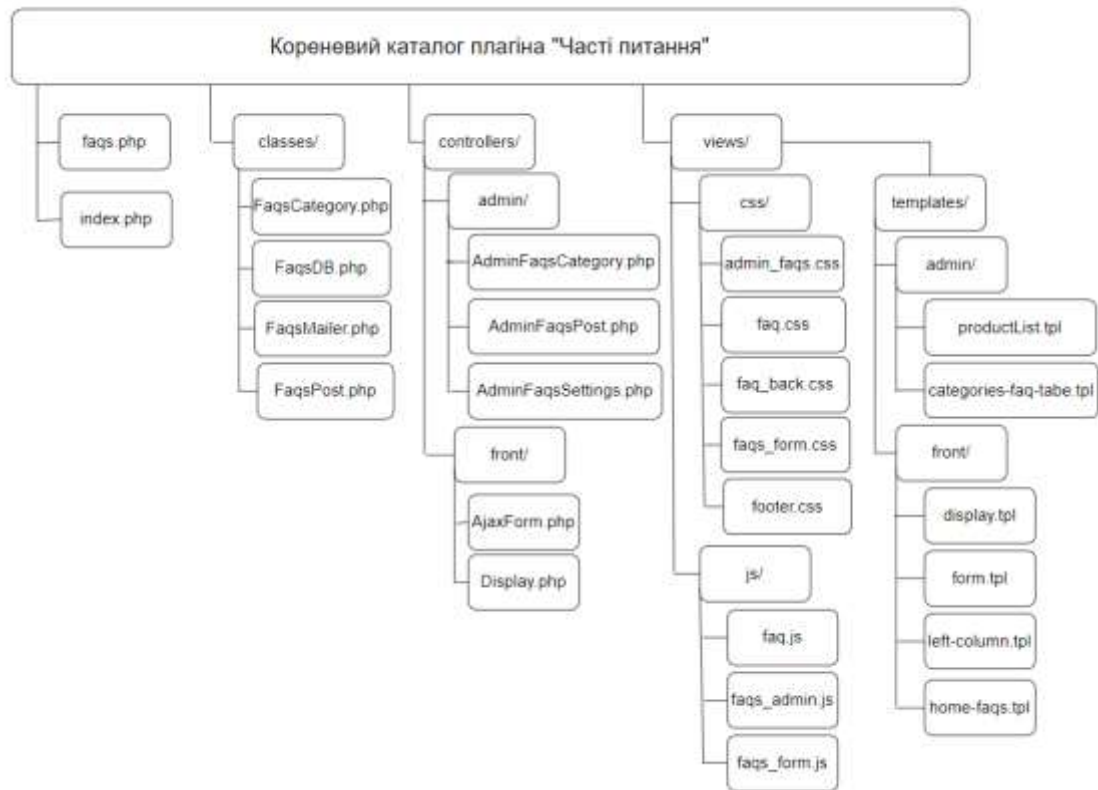 Кореневий каталог плагіна "Часті питання"
faqs.php
index.php
classes/
FaqsCategory.php
FaqsDB.php
FaqsMailer.php
FaqsPost.php
controllers/
admin/
AdminFaqsCategory.php
AdminFaqsPost.php
AdminFaqsSettings.php
front/
AjaxForm.php
Display.php
views/
css/
admin_faqs.css
faq.css
faq_back.css
faqs_form.css
footer.css
js/
faq.js
faqs_admin.js
faqs_form.js
templates/
admin/
productList.tpl
categories-faq-tabe.tpl
front/
display.tpl
form.tpl
left-column.tpl
home-faqs.tpl